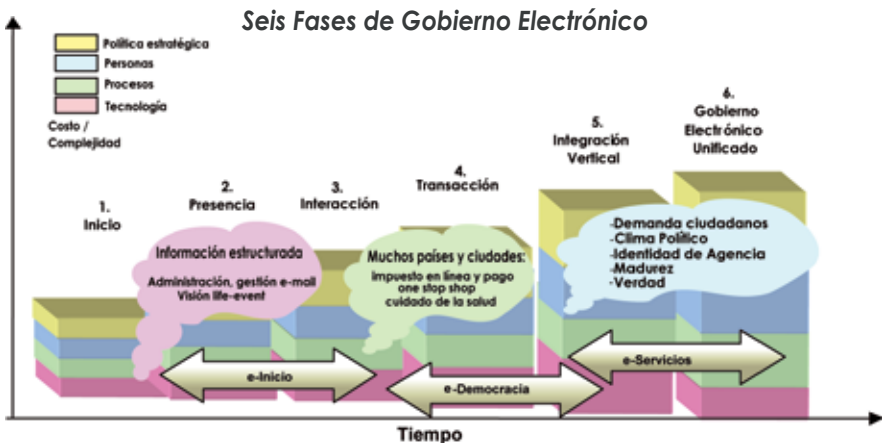 Seis Fases de Gobierno Electrónico
Política estratégica
Personas
Procesos
Tecnología
Costo /
Complejidad
1.
Inicio
2.
Presencia
3.
Interacción
4.
Transacción
5.
Integración
Vertical
6.
Gobierno
Electrónico
Unificado
Información estructurada
Administración, gestión e-mail
Visión life-event
Muchos países y ciudades:
impuesto en línea y pago
one stop shop
cuidado de la salud
-Demanda ciudadanos
-Clima Político
-Identidad de Agencia
-Madurez
-Verdad
e-Inicio
e-Democracia
e-Servicios
Tiempo